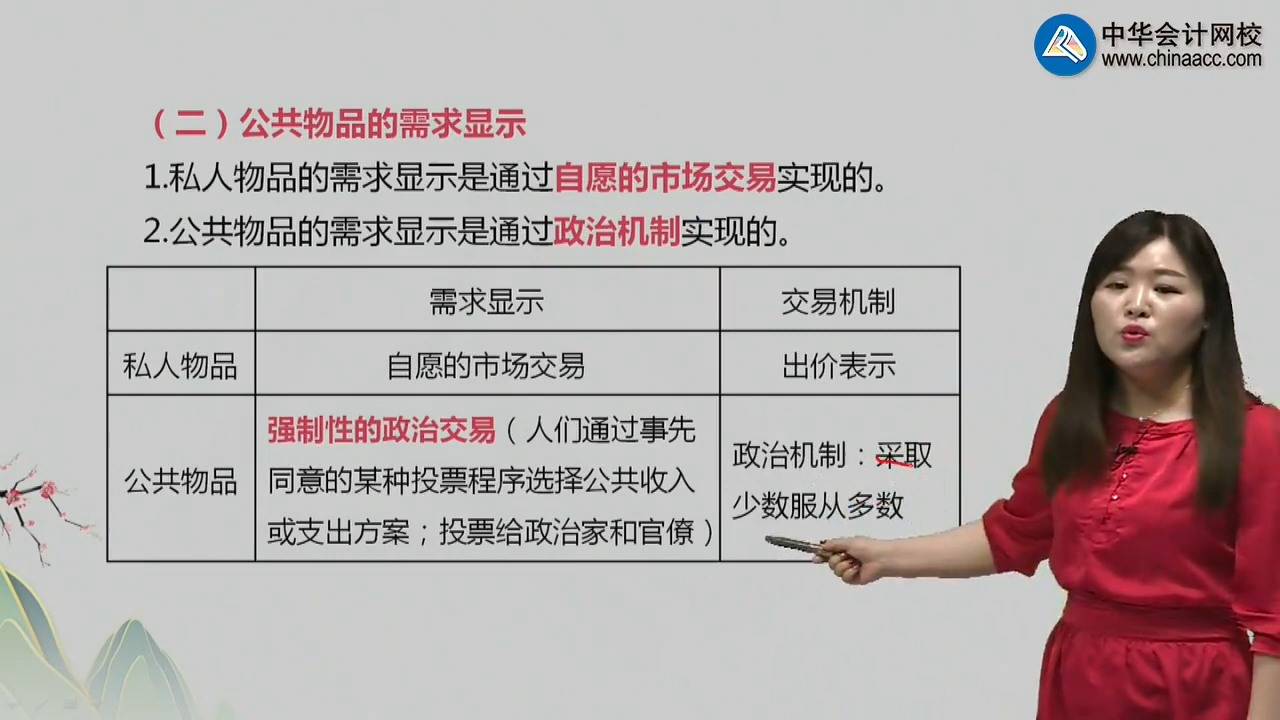 中华会计网校
www.chinaacc.com
（二）公共物品的需求显示
1.私人物品的需求显示是通过自愿的市场交易实现的。
2.公共物品的需求显示是通过政治机制实现的。
需求显示 交易机制
私人物品 自愿的市场交易 出价表示
公共物品
强制性的政治交易（人们通过事先
同意的某种投票程序选择公共收入
或支出方案；投票给政治家和官僚）
政治机制：采取
少数服从多数